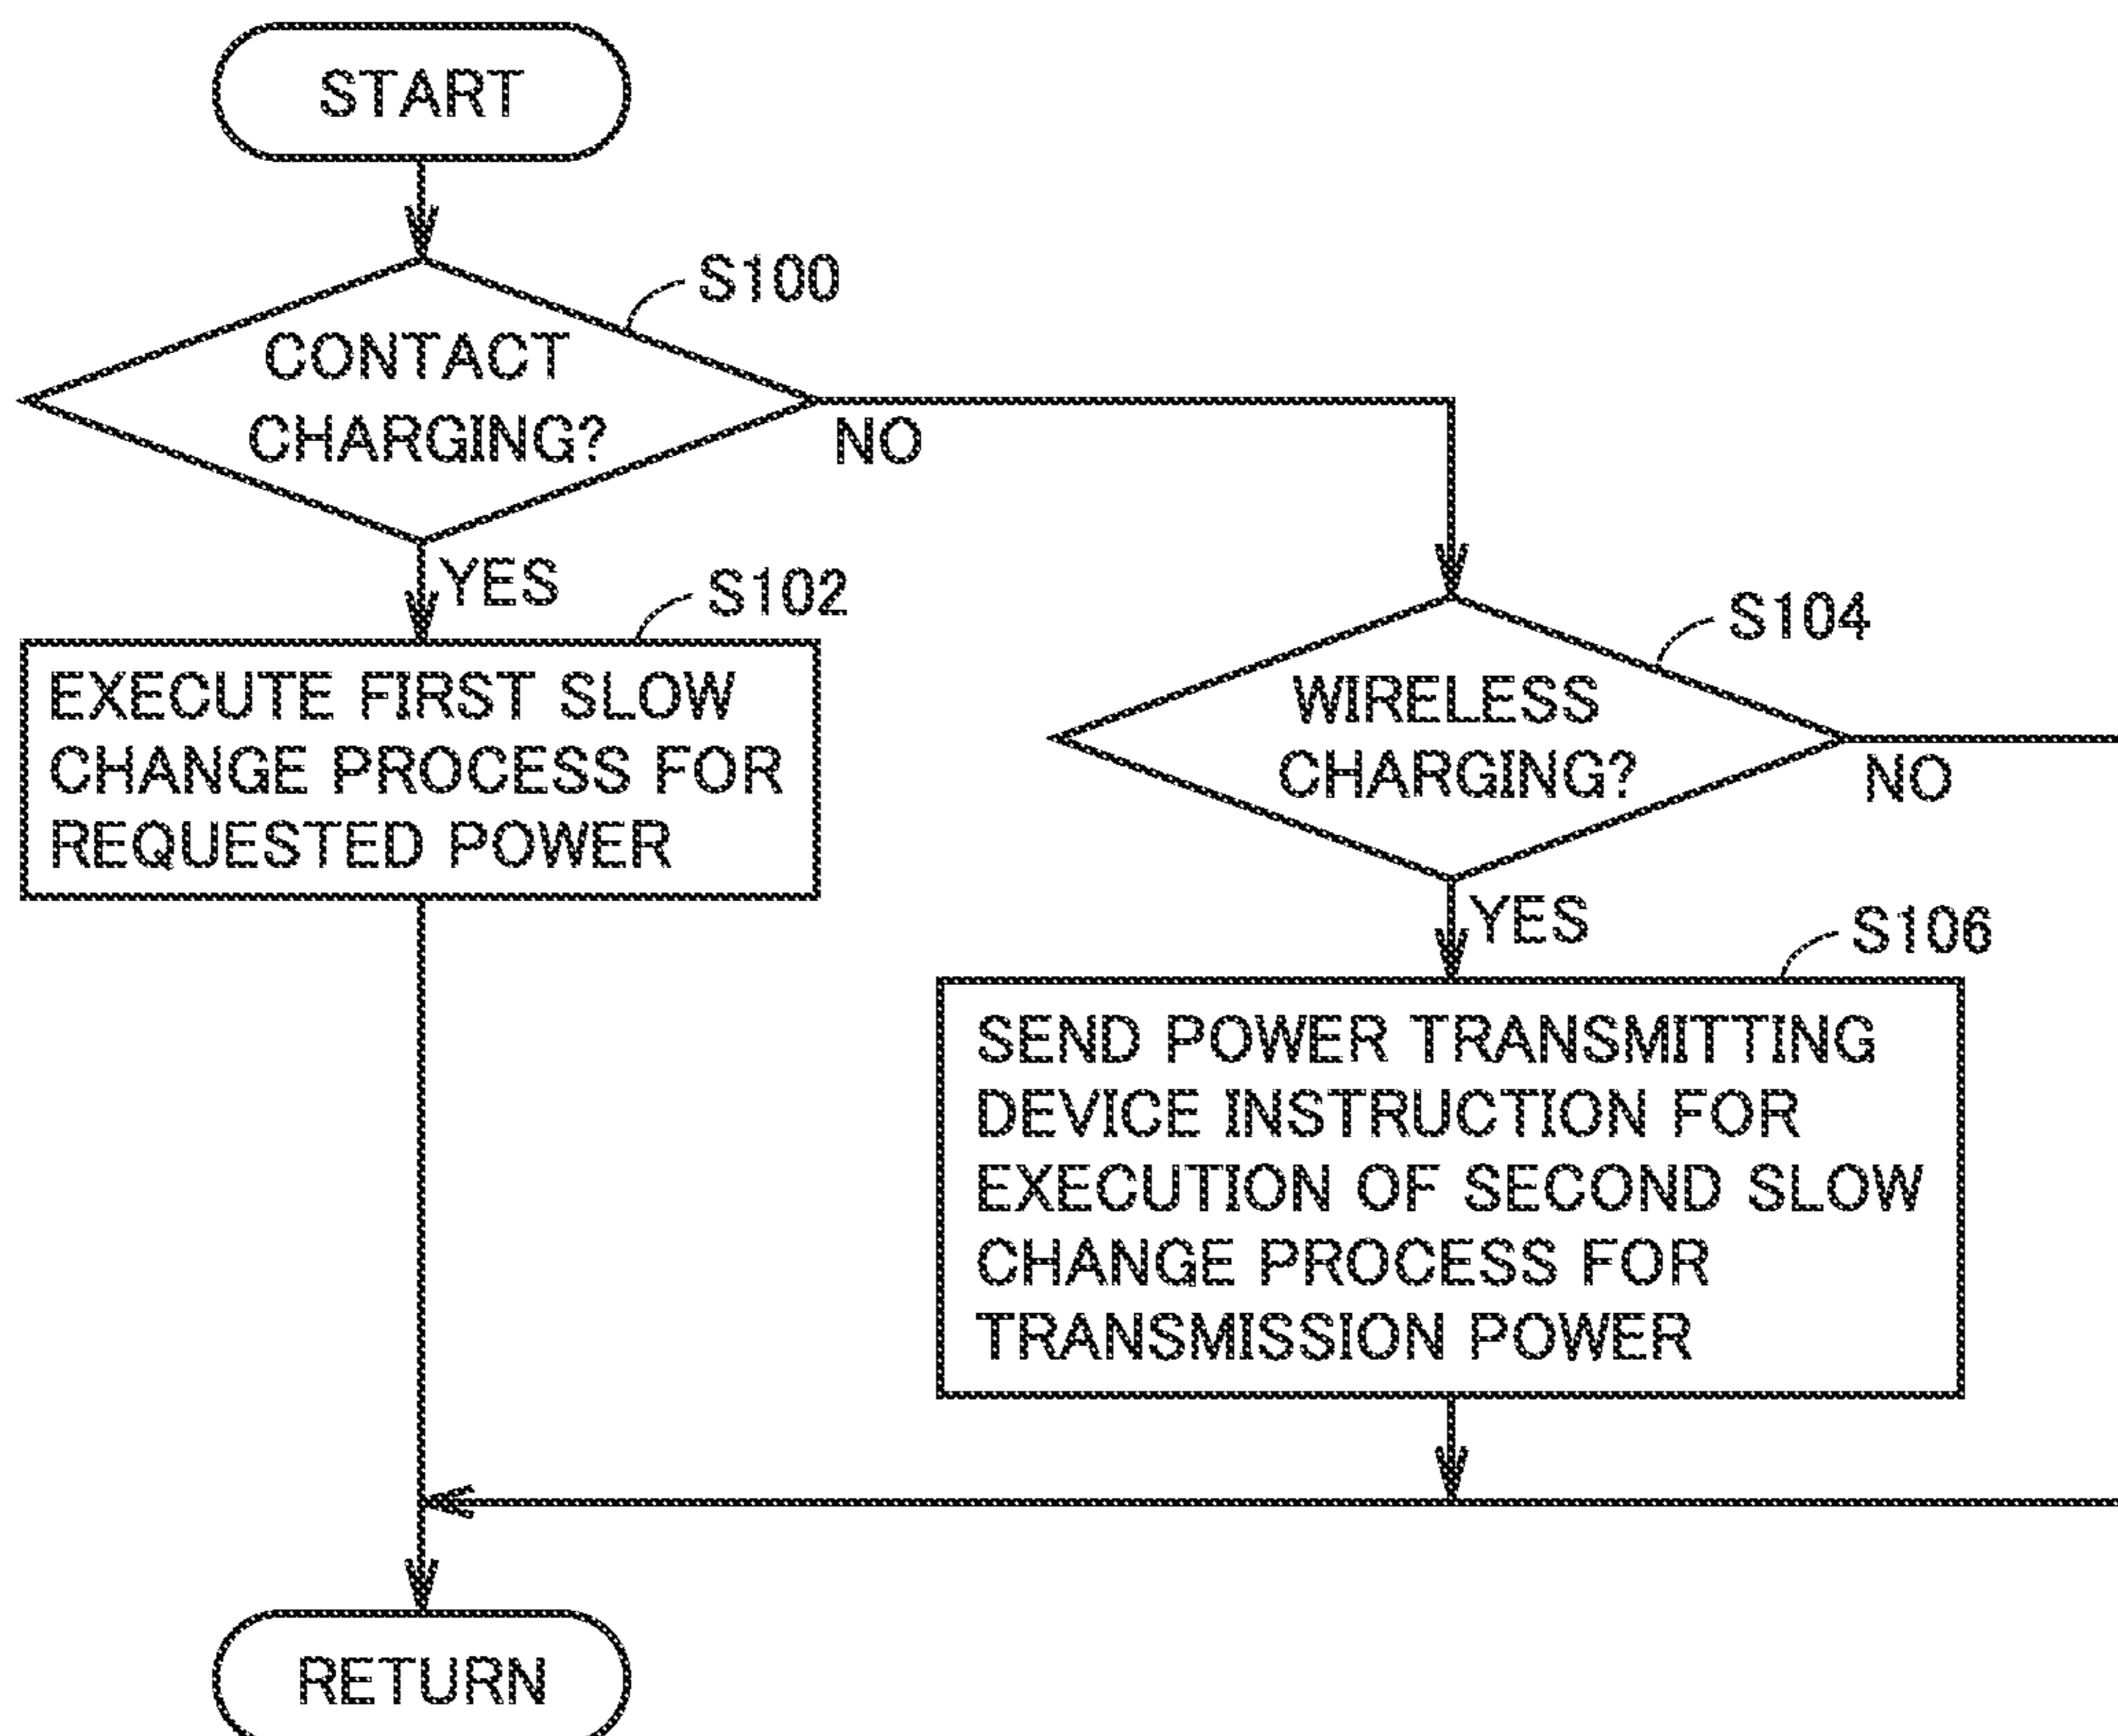 START
S100
CONTACT
CHARGING?
NO
YES
S102
EXECUTE FIRST SLOW
CHANGE PROCESS FOR
REQUESTED POWER
S104
WIRELESS
CHARGING?
NO
YES
S106
SEND POWER TRANSMITTING
DEVICE INSTRUCTION FOR
EXECUTION OF SECOND SLOW
CHANGE PROCESS FOR
TRANSMISSION POWER
RETURN